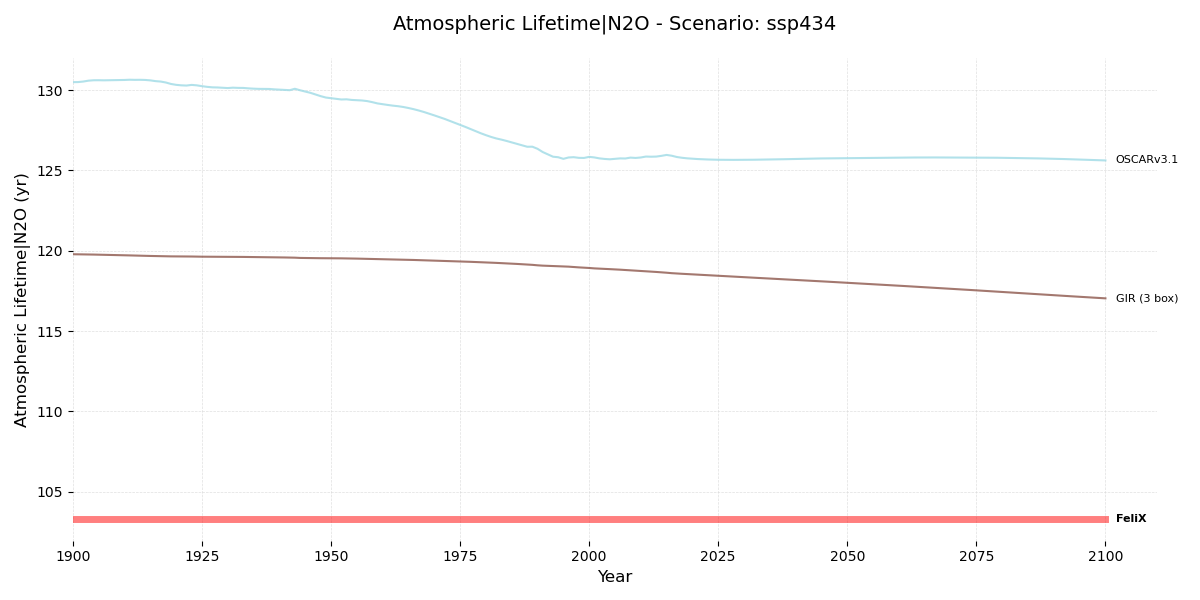 Atmospheric Lifetime|N2O - Scenario: ssp434
Atmospheric Lifetime|N2O (yr)
130
125
120
115
110
105
OSCARv3.1
GIR (3 box)
FeliX
1900
1925
1950
1975
2000
2025
2050
2075
2100
Year